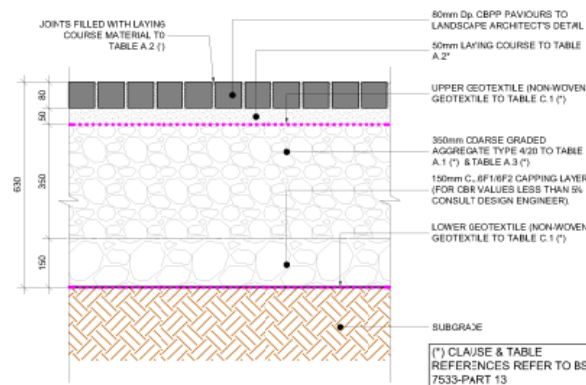 JOINTS FILLED WITH LAYING
COURSE MATERIAL TO
TABLE A.2 (*)
80mm Dp. CBPP PAVIOURS TO
LANDSCAPE ARCHITECT'S DETAIL
50mm LAYING COURSE TO TABLE
A.2*
UPPER GEOTEXTILE (NON-WOVEN
GEOTEXTILE TO TABLE C.1 (*)
350mm COARSE GRADED
AGGREGATE TYPE 4/20 TO TABLE
A.1 (*) & TABLE A.3 (*)
150mm CL.6F1/6F2 CAPPING LAYER
(FOR CBR VALUES LESS THAN 5%
CONSULT DESIGN ENGINEER).
LOWER GEOTEXTILE (NON-WOVEN
GEOTEXTILE TO TABLE C.1 (*)
SUBGRADE
(*) CLAUSE & TABLE
REFERENCES REFER TO BS
7533-PART 13
80
50
350
150
630